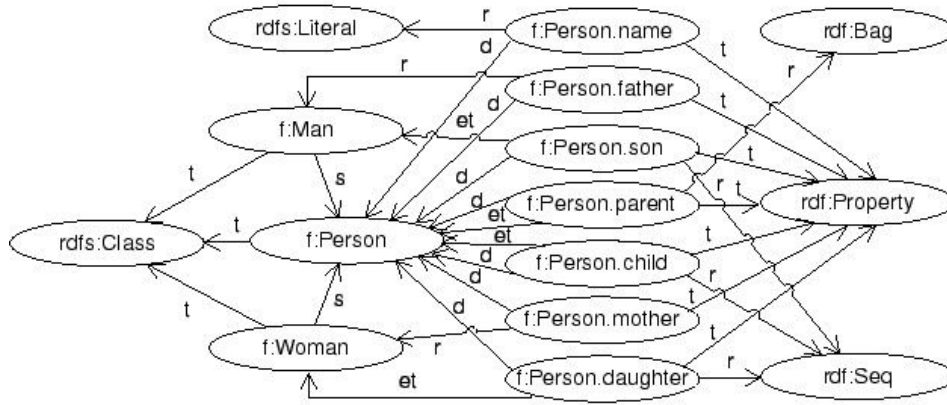 rdfs:Literal
r
f:Person.name
rdf:Bag
d
t
r
r
f:Person.father
d
t
f:Man
et
f:Person.son
t
t
s
d
r
d
f:Person.parent
t
rdf:Property
et
rdfs:Class
t
f:Person
et
t
d
f:Person.child
r
s
d
t
f:Person.mother
t
f:Woman
r
d
t
et
f:Person.daughter
r
rdf:Seq